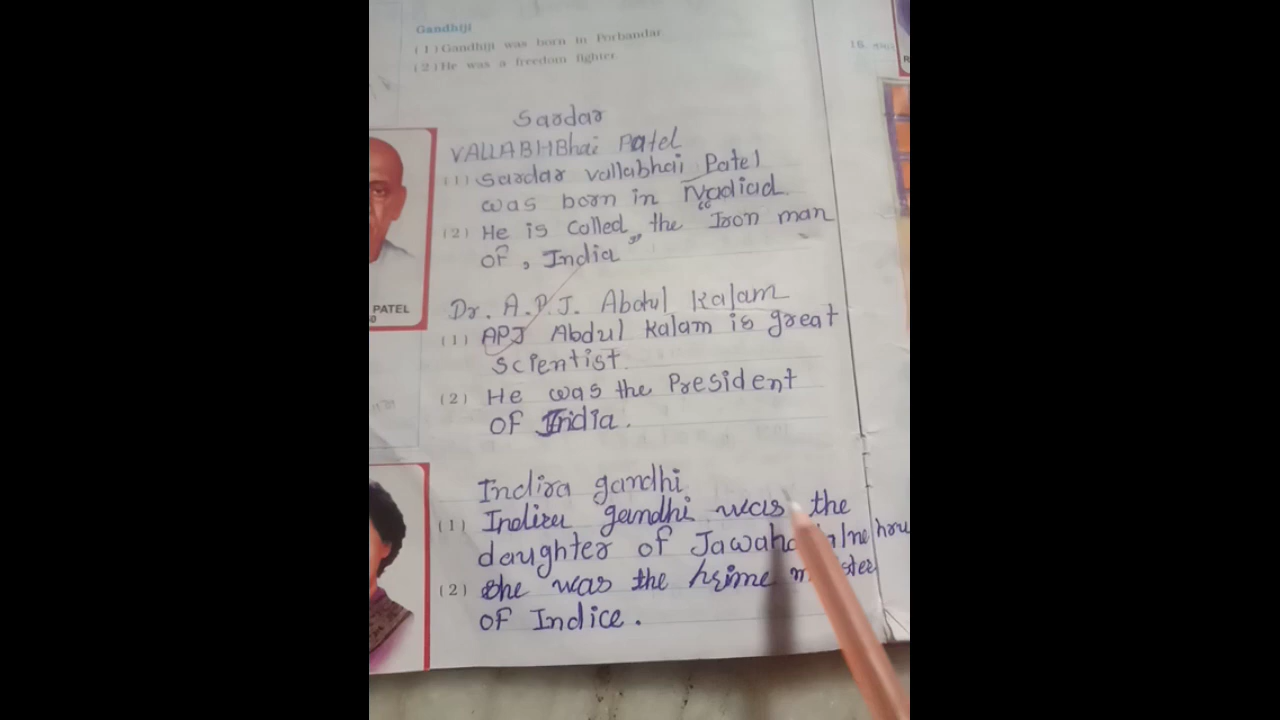 Gandhiji
(1) Gandhiji was born in Porbandar
(2) He was a freedom fighter.
16.
Sardar
VALLABHBhai Patel
(1) Sardar vallabhai Patel
was born in Nadiad
(2) He is called, the "Iron man
of, India"
PATEL
Dr. A.P.J. Abdul Kalam
(1) APJ Abdul Kalam is great
scientist
(2) He was the President
OF India.
Indira gandhi
(1) Indira gandhi was the
daughter of
(2) she was the
OF Indice.